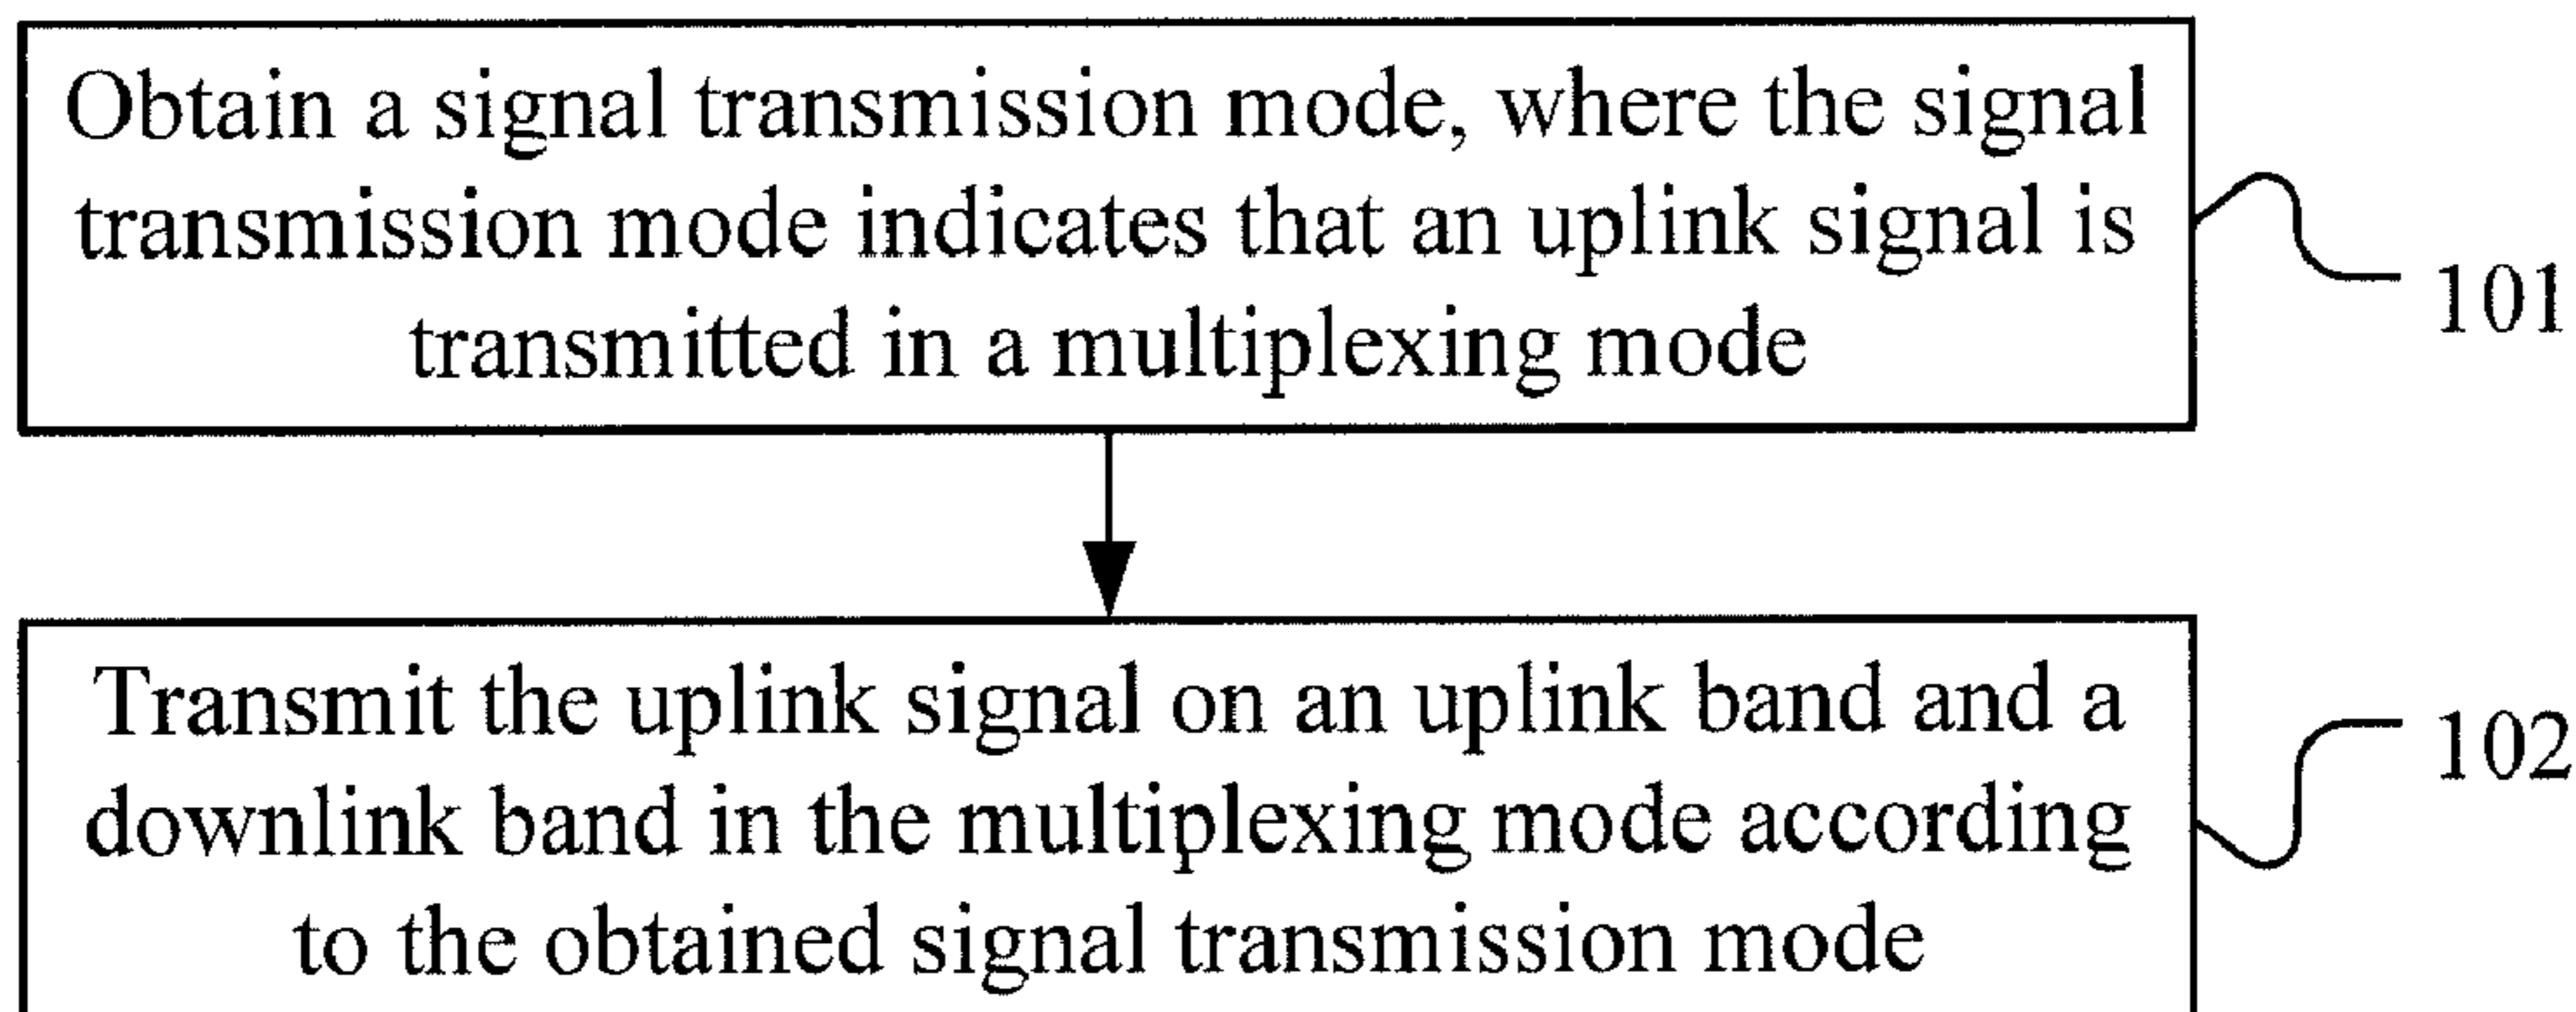 Obtain a signal transmission mode, where the signal
transmission mode indicates that an uplink signal is
transmitted in a multiplexing mode
101
Transmit the uplink signal on an uplink band and a
downlink band in the multiplexing mode according
to the obtained signal transmission mode
102